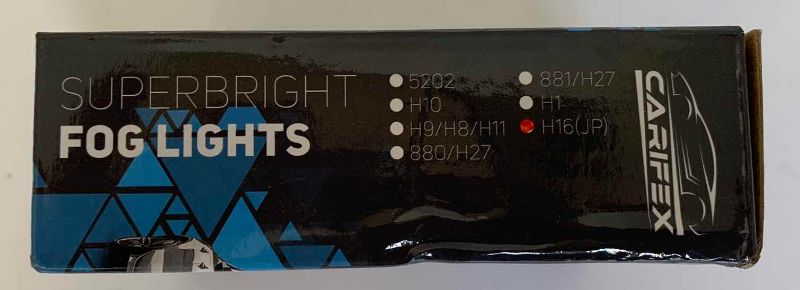 SUPERBRIGHT
FOG LIGHTS
5202
H10
H9/H8/H11
880/H27
881/H27
H1
H16(JP)
CARIFEX